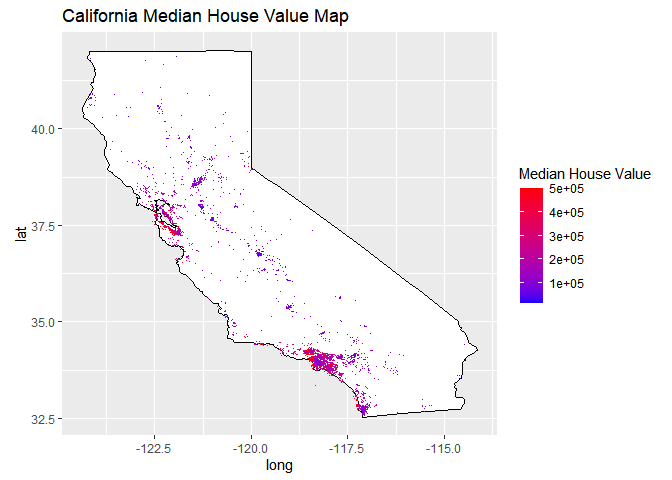 California Median House Value Map
40.0
37.5
35.0
32.5
lat
-122.5
-120.0
-117.5
-115.0
long
Median House Value
5e+05
4e+05
3e+05
2e+05
1e+05